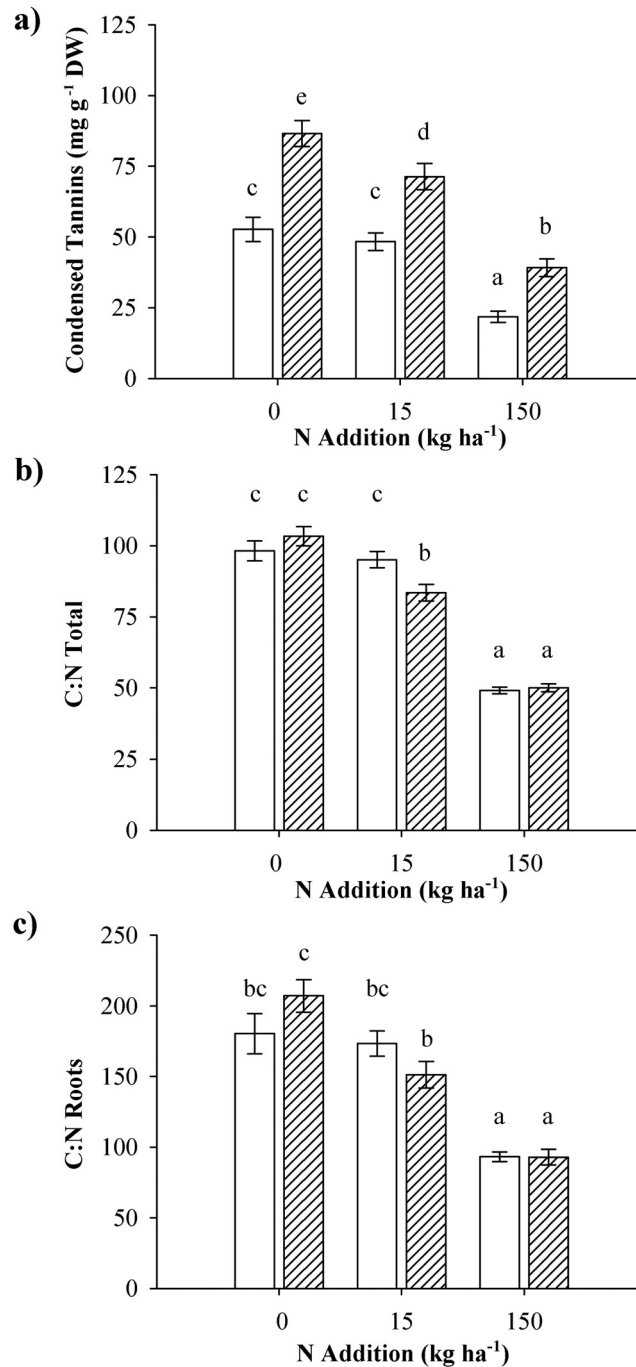 a)
Condensed Tannins (mg g⁻¹ DW)
125
100
75
50
25
0
c
e
c
d
a
b
0
15
150
N Addition (kg ha⁻¹)
b)
C:N Total
125
100
75
50
25
0
c
c
c
b
a
a
0
15
150
N Addition (kg ha⁻¹)
c)
C:N Roots
250
200
150
100
50
0
bc
c
bc
b
a
a
0
15
150
N Addition (kg ha⁻¹)